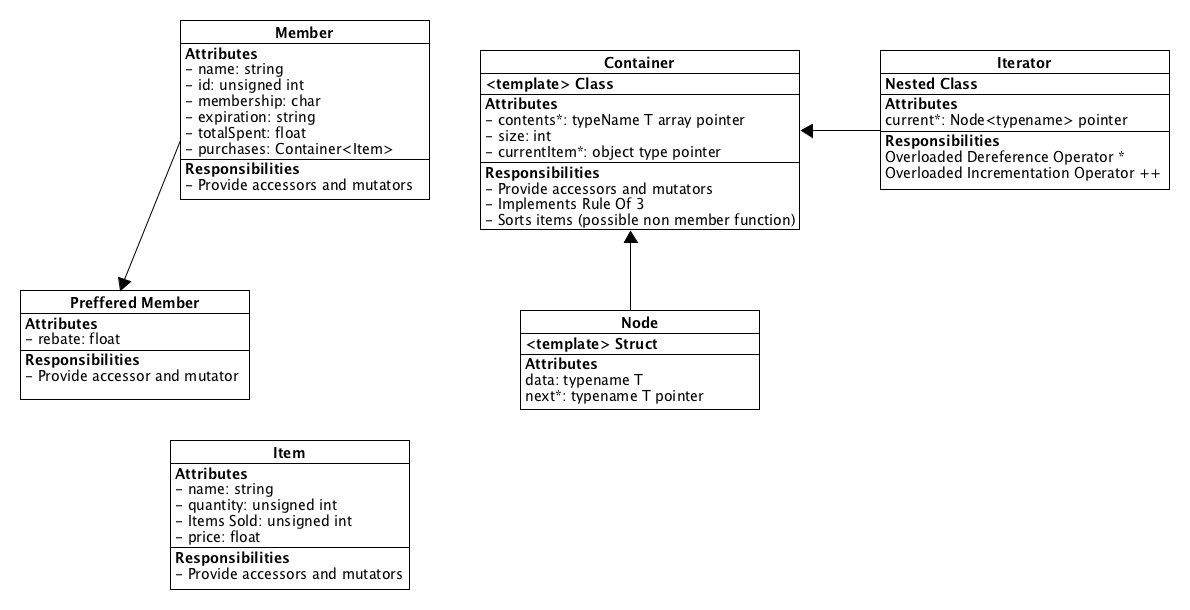 Member
Attributes
– name: string
– id: unsigned int
– membership: char
– expiration: string
– totalSpent: float
– purchases: Container<Item>
Responsibilities
– Provide accessors and mutators
Container
<template> Class
Attributes
– contents*: typeName T array pointer
– size: int
– currentItem*: object type pointer
Responsibilities
– Provide accessors and mutators
– Implements Rule Of 3
– Sorts items (possible non member function)
Iterator
Nested Class
Attributes
current*: Node<typename> pointer
Responsibilities
Overloaded Dereference Operator *
Overloaded Incrementation Operator ++
Preffered Member
Attributes
– rebate: float
Responsibilities
– Provide accessor and mutator
Node
<template> Struct
Attributes
data: typename T
next*: typename T pointer
Item
Attributes
– name: string
– quantity: unsigned int
– Items Sold: unsigned int
– price: float
Responsibilities
– Provide accessors and mutators